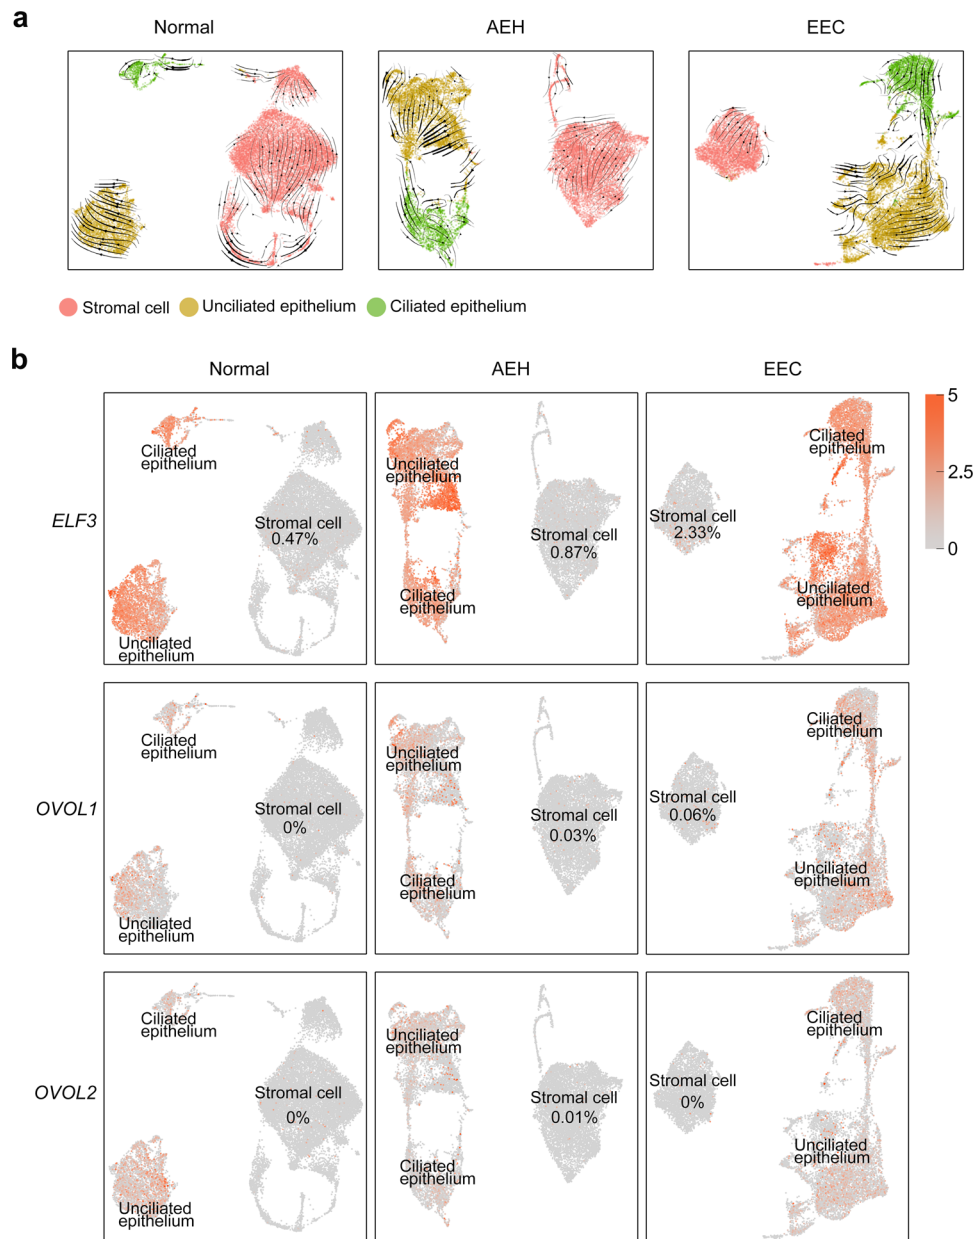 a
Normal
AEH
EEC
Stromal cell
Unciliated epithelium
Ciliated epithelium
b
Normal
AEH
EEC
ELF3
Ciliated
epithelium
Stromal cell
0.47%
Unciliated
epithelium
Unciliated
epithelium
Stromal cell
0.87%
Ciliated
epithelium
Ciliated
epithelium
Stromal cell
2.33%
Unciliated
epithelium
5
2.5
0
OVOL1
Ciliated
epithelium
Stromal cell
0%
Unciliated
epithelium
Unciliated
epithelium
Stromal cell
0.03%
Ciliated
epithelium
Ciliated
epithelium
Stromal cell
0.06%
Unciliated
epithelium
OVOL2
Ciliated
epithelium
Stromal cell
0%
Unciliated
epithelium
Unciliated
epithelium
Stromal cell
0.01%
Ciliated
epithelium
Ciliated
epithelium
Stromal cell
0%
Unciliated
epithelium